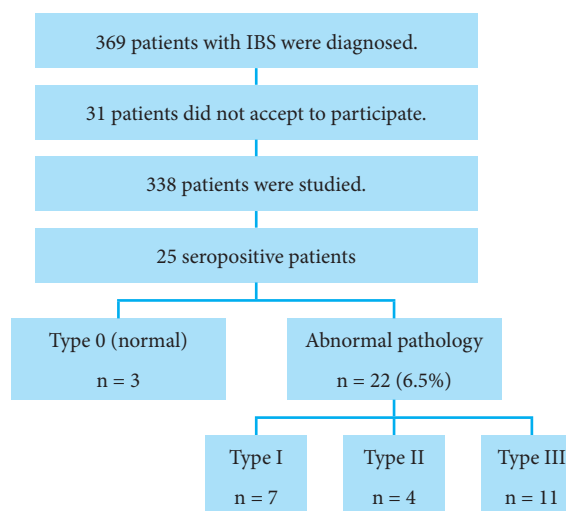 369 patients with IBS were diagnosed.
31 patients did not accept to participate.
338 patients were studied.
25 seropositive patients
Type 0 (normal)
n = 3
Abnormal pathology
n = 22 (6.5%)
Type I
n = 7
Type II
n = 4
Type III
n = 11